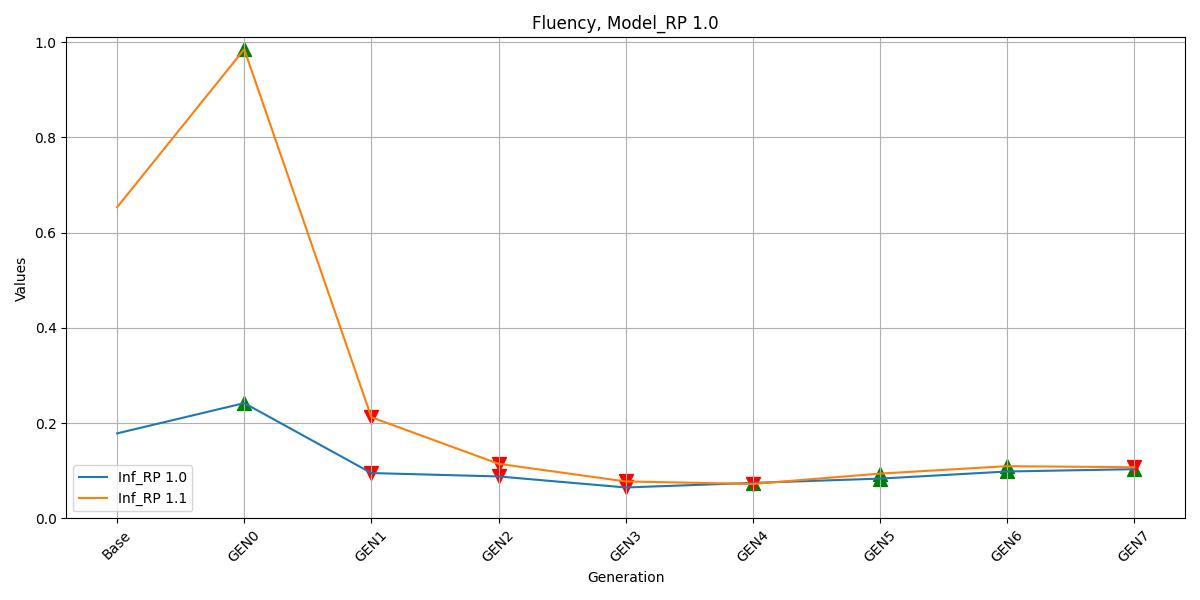 Fluency, Model_RP 1.0
Values
1.0
0.8
0.6
0.4
0.2
0.0
Inf_RP 1.0
Inf_RP 1.1
Base
GEN0
GEN1
GEN2
GEN3
GEN4
GEN5
GEN6
GEN7
Generation